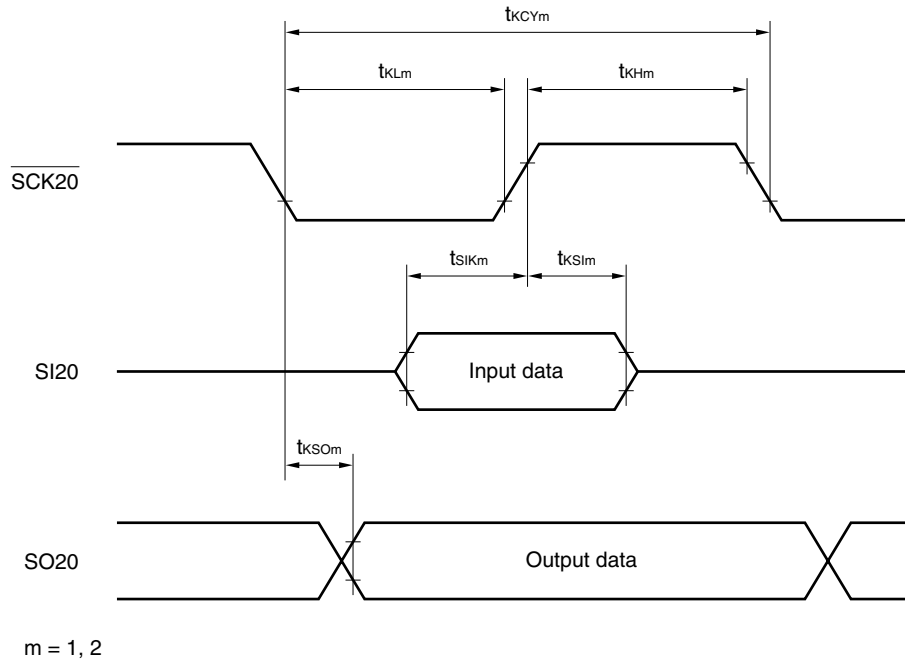 tKCYm
tKLm tKHm
SCK20
tSIKm tKSIm
SI20 Input data
tKSOm
SO20 Output data
m = 1, 2